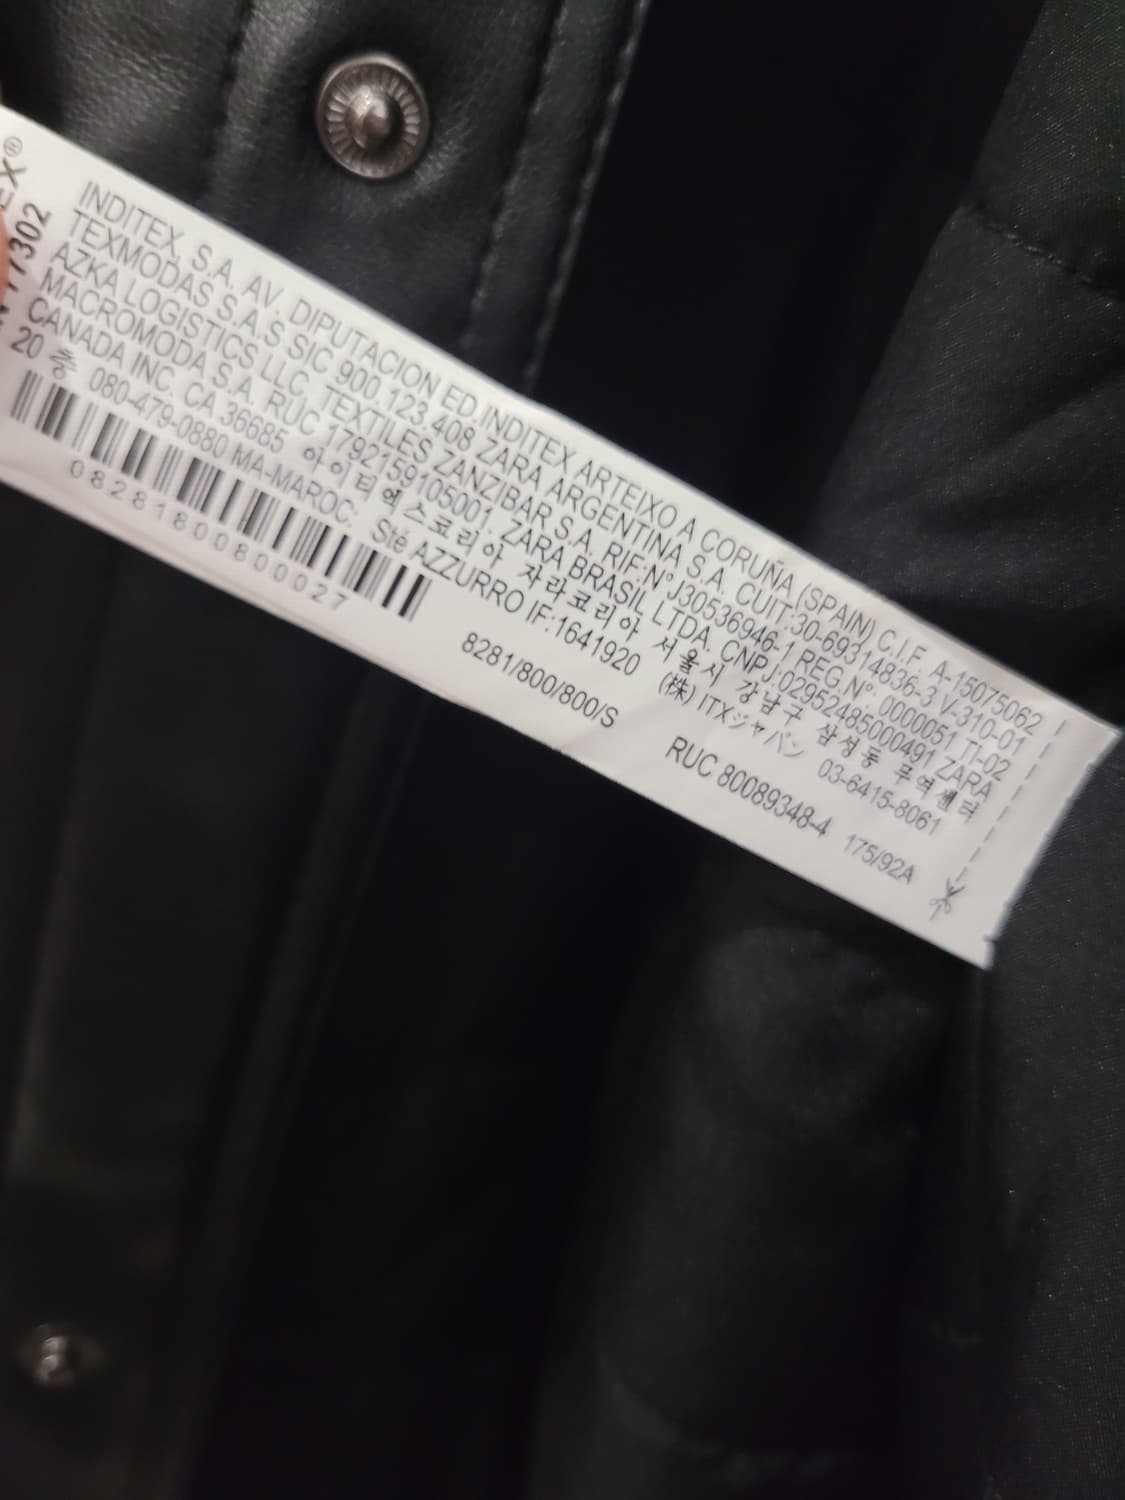 INDITEX, S.A. AV. DIPUTACION ED.INDITEX ARTEIXO A CORUÑA (SPAIN) C.I.F. A-15075062
TEXMODAS S.A.S SIC 900.123.408 ZARA ARGENTINA S.A. CUIT:30-69314836-3 V-310-01
AZKA LOGISTICS LLC, TEXTILES ZANZIBAR S.A. RIF:Nº J30536946-1 REG.Nº: 0000051 TI-02
MACROMODA S.A. RUC 1792159105001, ZARA BRASIL LTDA. CNPJ:02952485000491 ZARA
CANADA INC. CA 36685 아이티엑스코리아 자라코리아 서울시 강남구 삼성동 무역센터
20 층 080-479-0880 MA-MAROC: Sté AZZURRO IF:1641920 (株) ITXジャパン 03-6415-8061
08281800800027
8281/800/800/S
RUC 80089348-4 175/92A
EX®
77302